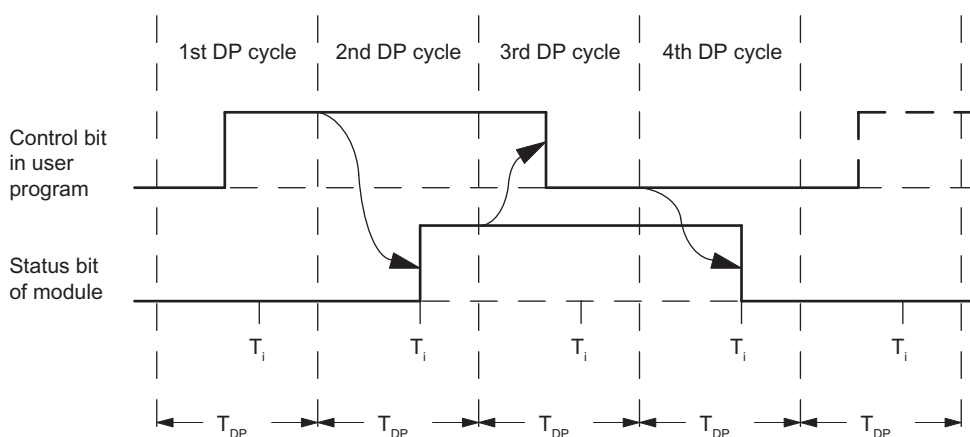 1st DP cycle 2nd DP cycle 3rd DP cycle 4th DP cycle
Control bit
in user
program
Status bit
of module
Ti Ti Ti Ti Ti
TDP TDP TDP TDP TDP